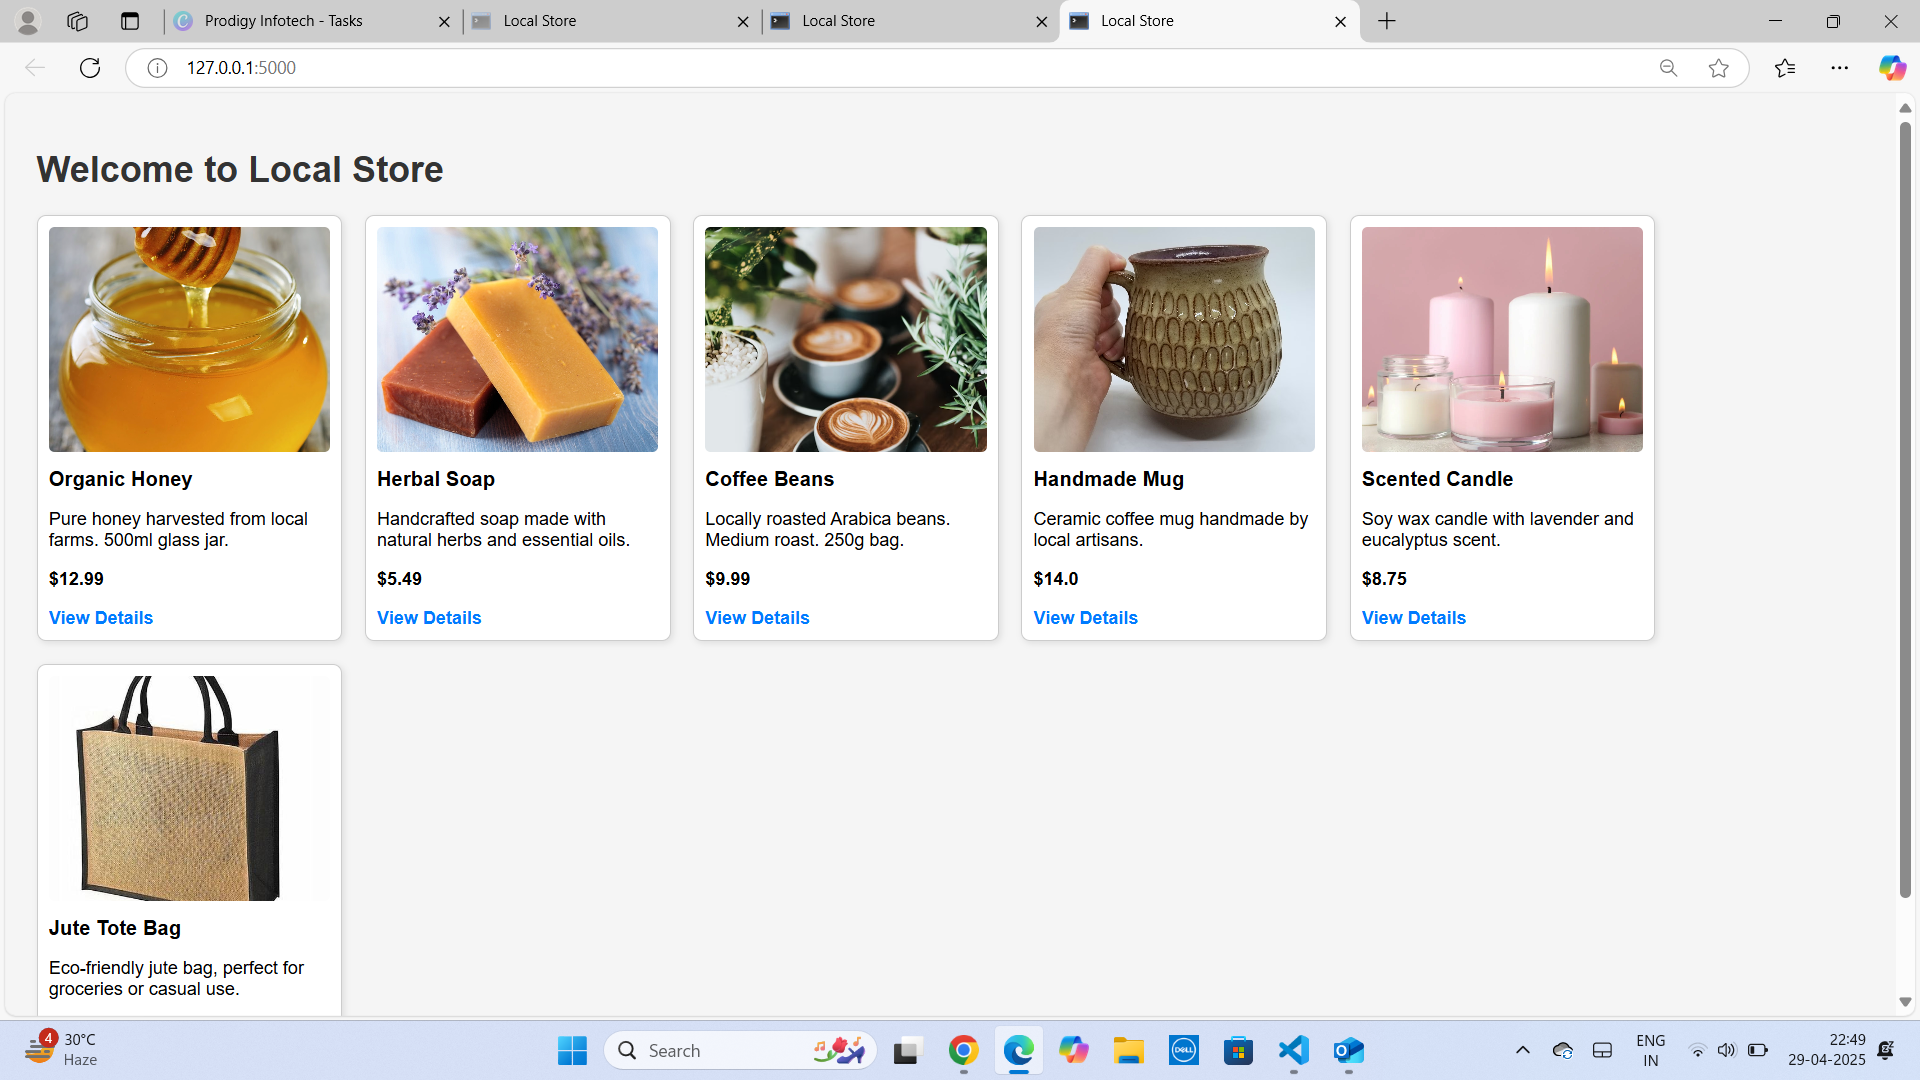 Prodigy Infotech - Tasks
Local Store
Local Store
Local Store
127.0.0.1:5000
Welcome to Local Store
Organic Honey
Pure honey harvested from local
farms. 500ml glass jar.
$12.99
View Details
Herbal Soap
Handcrafted soap made with
natural herbs and essential oils.
$5.49
View Details
Coffee Beans
Locally roasted Arabica beans.
Medium roast. 250g bag.
$9.99
View Details
Handmade Mug
Ceramic coffee mug handmade by
local artisans.
$14.0
View Details
Scented Candle
Soy wax candle with lavender and
eucalyptus scent.
$8.75
View Details
Jute Tote Bag
Eco-friendly jute bag, perfect for
groceries or casual use.
4
30°C
Haze
Search
DELL
ENG
IN
22:49
29-04-2025